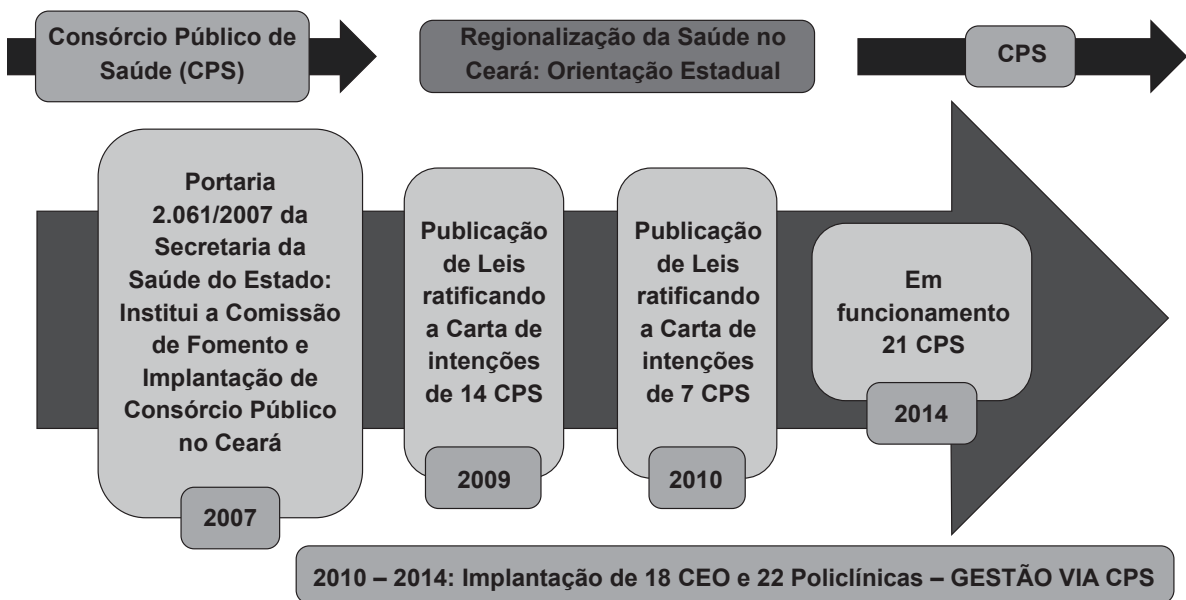 Consórcio Público de
Saúde (CPS)
Regionalização da Saúde no
Ceará: Orientação Estadual
CPS
Portaria
2.061/2007 da
Secretaria da
Saúde do Estado:
Institui a Comissão
de Fomento e
Implantação de
Consórcio Público
no Ceará
2007
Publicação
de Leis
ratificando
a Carta de
intenções
de 14 CPS
2009
Publicação
de Leis
ratificando
a Carta de
intenções
de 7 CPS
2010
Em
funcionamento
21 CPS
2014
2010 – 2014: Implantação de 18 CEO e 22 Policlínicas – GESTÃO VIA CPS